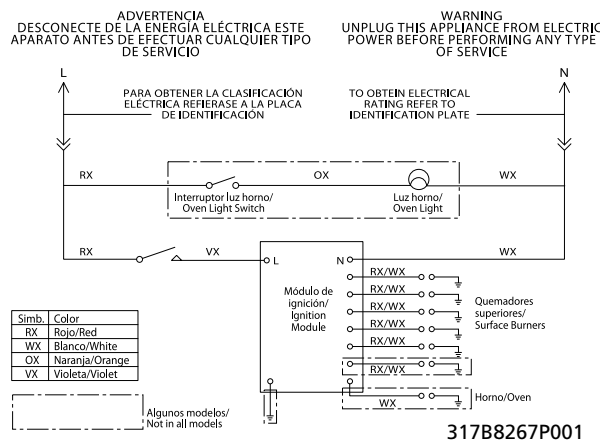 ADVERTENCIA
DESCONECTE DE LA ENERGÍA ELÉCTRICA ESTE
APARATO ANTES DE EFECTUAR CUALQUIER TIPO
DE SERVICIO
WARNING
UNPLUG THIS APPLIANCE FROM ELECTRIC
POWER BEFORE PERFORMING ANY TYPE
OF SERVICE
L
N
PARA OBTENER LA CLASIFICACIÓN
ELÉCTRICA REFIERASE A LA PLACA
DE IDENTIFICACIÓN
TO OBTEIN ELECTRICAL
RATING REFER TO
IDENTIFICATION PLATE
RX
OX
WX
Interruptor luz horno/
Oven Light Switch
Luz horno/
Oven Light
RX
VX
WX
L
N
Módulo de
ignición/
Ignition
Module
RX/WX
RX/WX
RX/WX
RX/WX
RX/WX
RX/WX
WX
Quemadores
superiores/
Surface Burners
Horno/Oven
Simb. Color
RX Rojo/Red
WX Blanco/White
OX Naranja/Orange
VX Violeta/Violet
Algunos modelos/
Not in all models
317B8267P001